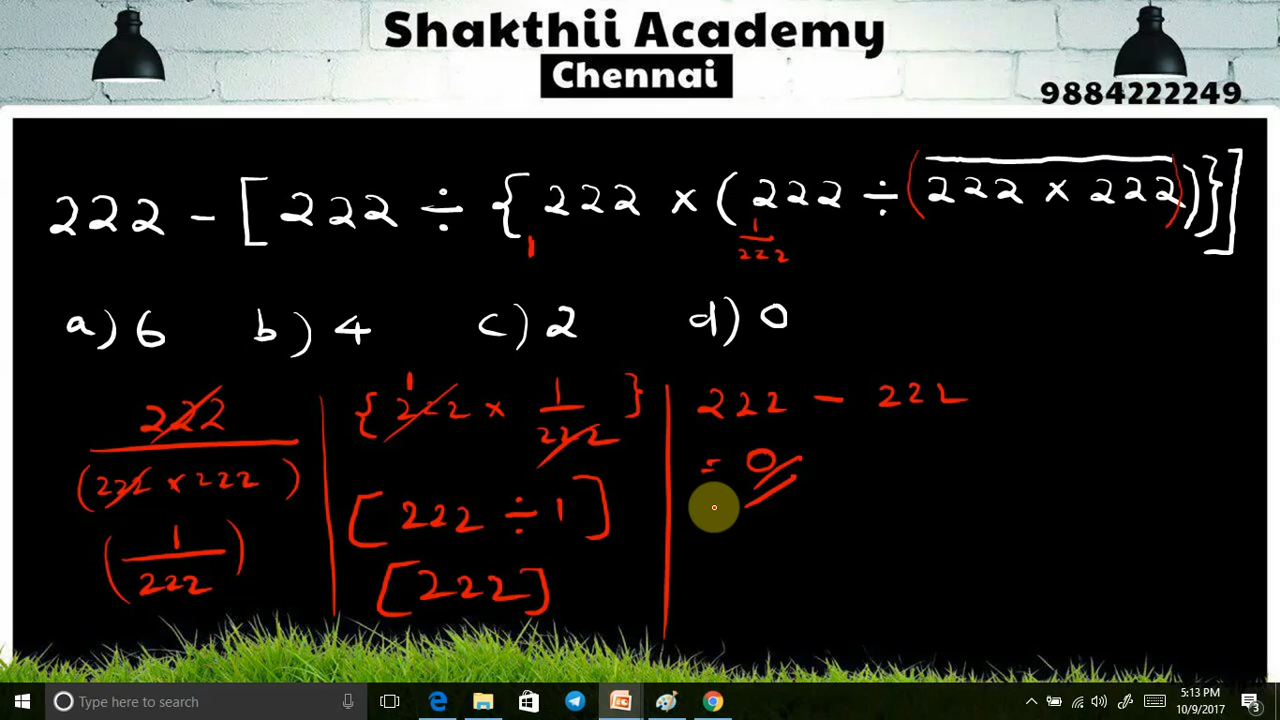 Shakthii Academy
Chennai
9884222249
222 - [222 ÷ {222 × (222 ÷ (222 × 222))}]
1
1/222
a) 6 b) 4 c) 2 d) 0
222/(222 × 222)
(1/222)
1
{222 × 1/222}
[222 ÷ 1]
[222]
222 - 222
= 0
Type here to search
5:13 PM
10/9/2017
3